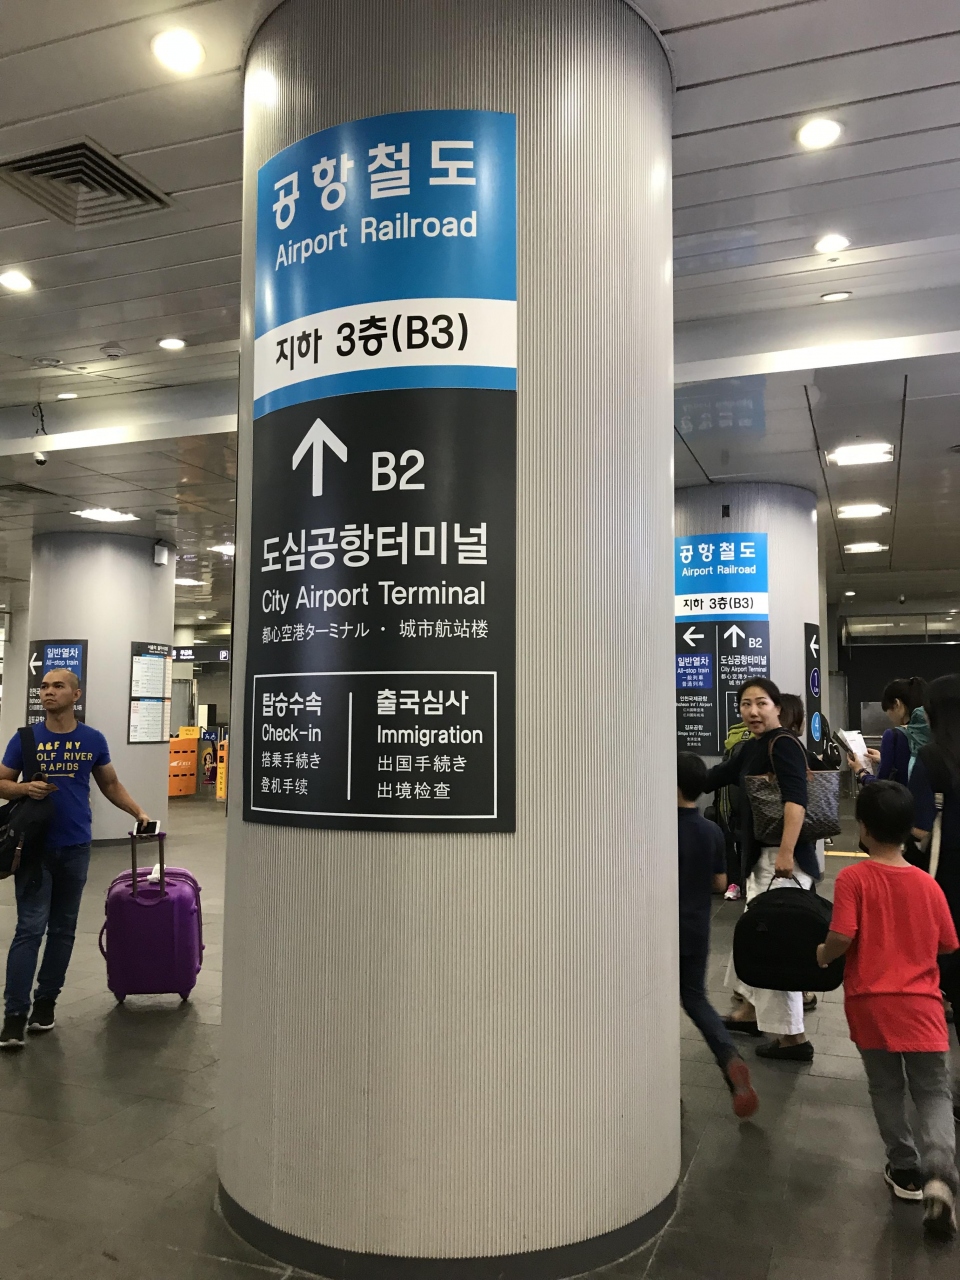 공항철도
Airport Railroad
지하 3층(B3)
B2
도심공항터미널
City Airport Terminal
都心空港ターミナル · 城市航站楼
탑승수속
Check-in
搭乗手続き
登机手续
출국심사
Immigration
出国手続き
出境检查
공항철도
Airport Railroad
지하 3층(B3)
B2
일반열차
All-stop train
도심공항터미널
City Airport Terminal
일반열차
All-stop train
A&F NY
OLF RIVER
RAPIDS
P